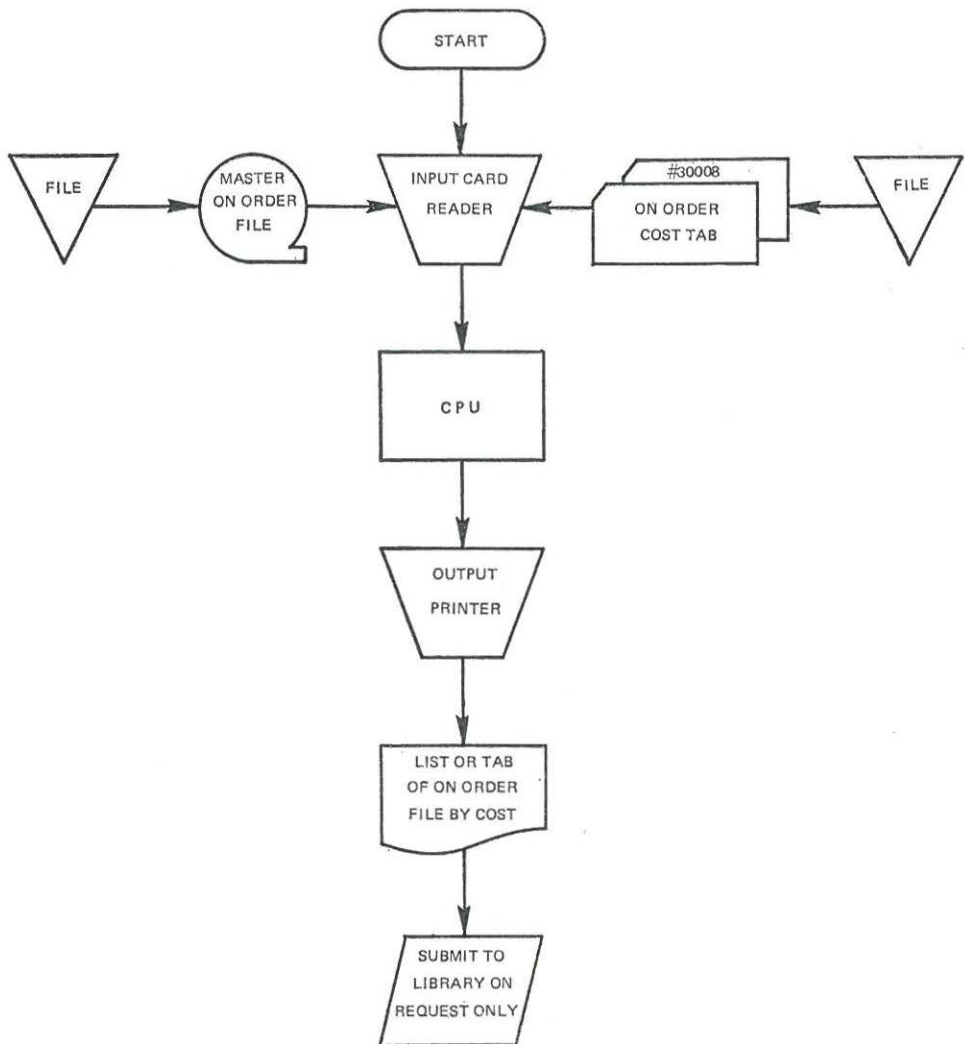 START
FILE
MASTER
ON ORDER
FILE
INPUT CARD
READER
#30008
ON ORDER
COST TAB
FILE
CPU
OUTPUT
PRINTER
LIST OR TAB
OF ON ORDER
FILE BY COST
SUBMIT TO
LIBRARY ON
REQUEST ONLY